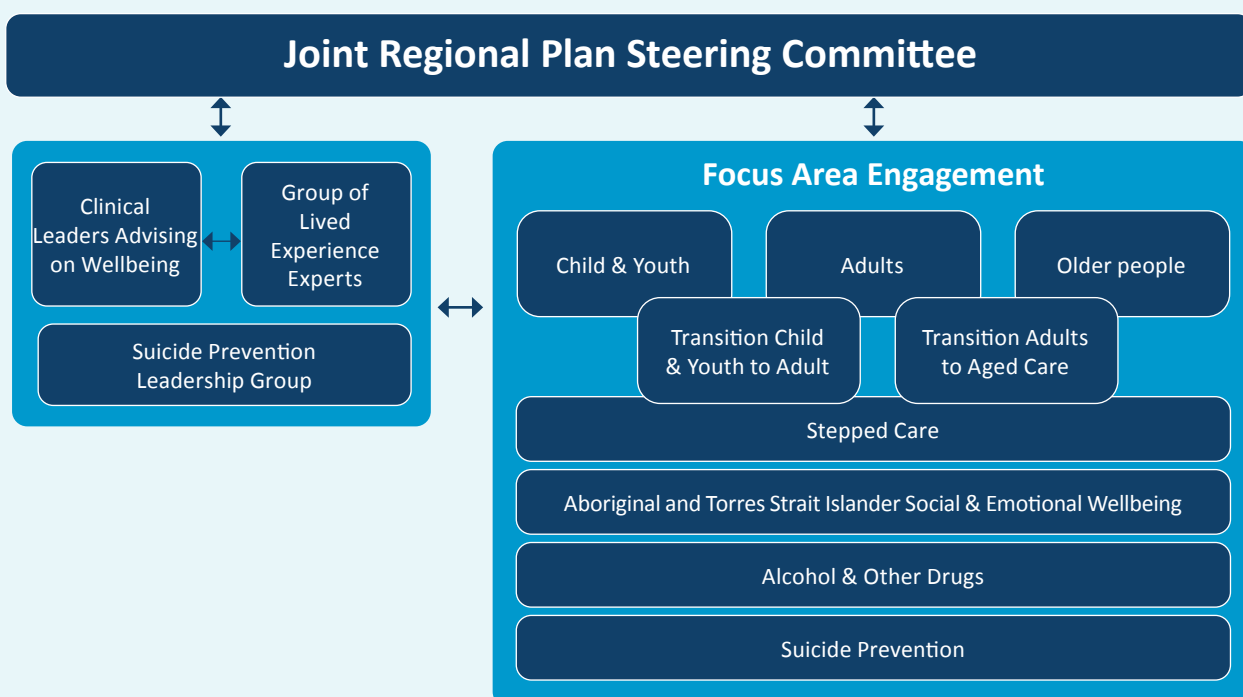 Joint Regional Plan Steering Committee
Clinical
Leaders Advising
on Wellbeing
Group of
Lived
Experience
Experts
Suicide Prevention
Leadership Group
Focus Area Engagement
Child & Youth
Adults
Older people
Transition Child
& Youth to Adult
Transition Adults
to Aged Care
Stepped Care
Aboriginal and Torres Strait Islander Social & Emotional Wellbeing
Alcohol & Other Drugs
Suicide Prevention